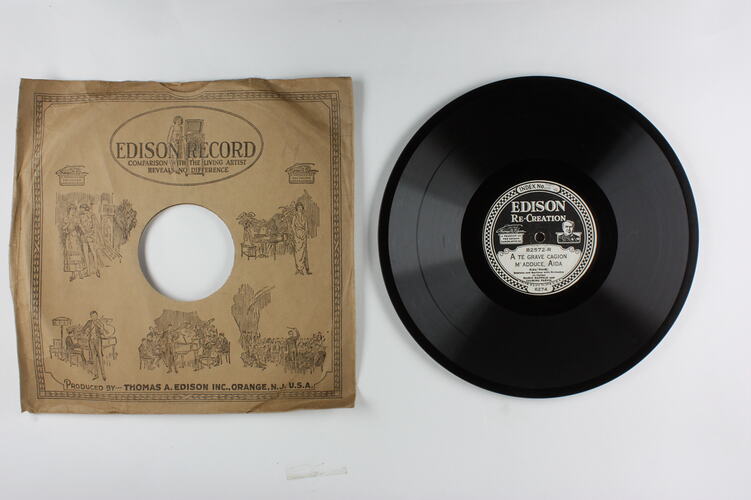 EDISON RECORD
COMPARISON WITH THE LIVING ARTIST
REVEALS NO DIFFERENCE
PRODUCED BY— THOMAS A. EDISON INC., ORANGE, N.J. U.S.A.
INDEX No.
EDISON
RE-CREATION
82572-R
A TE GRAVE CAGION
M'ADDUCE, AIDA
6274